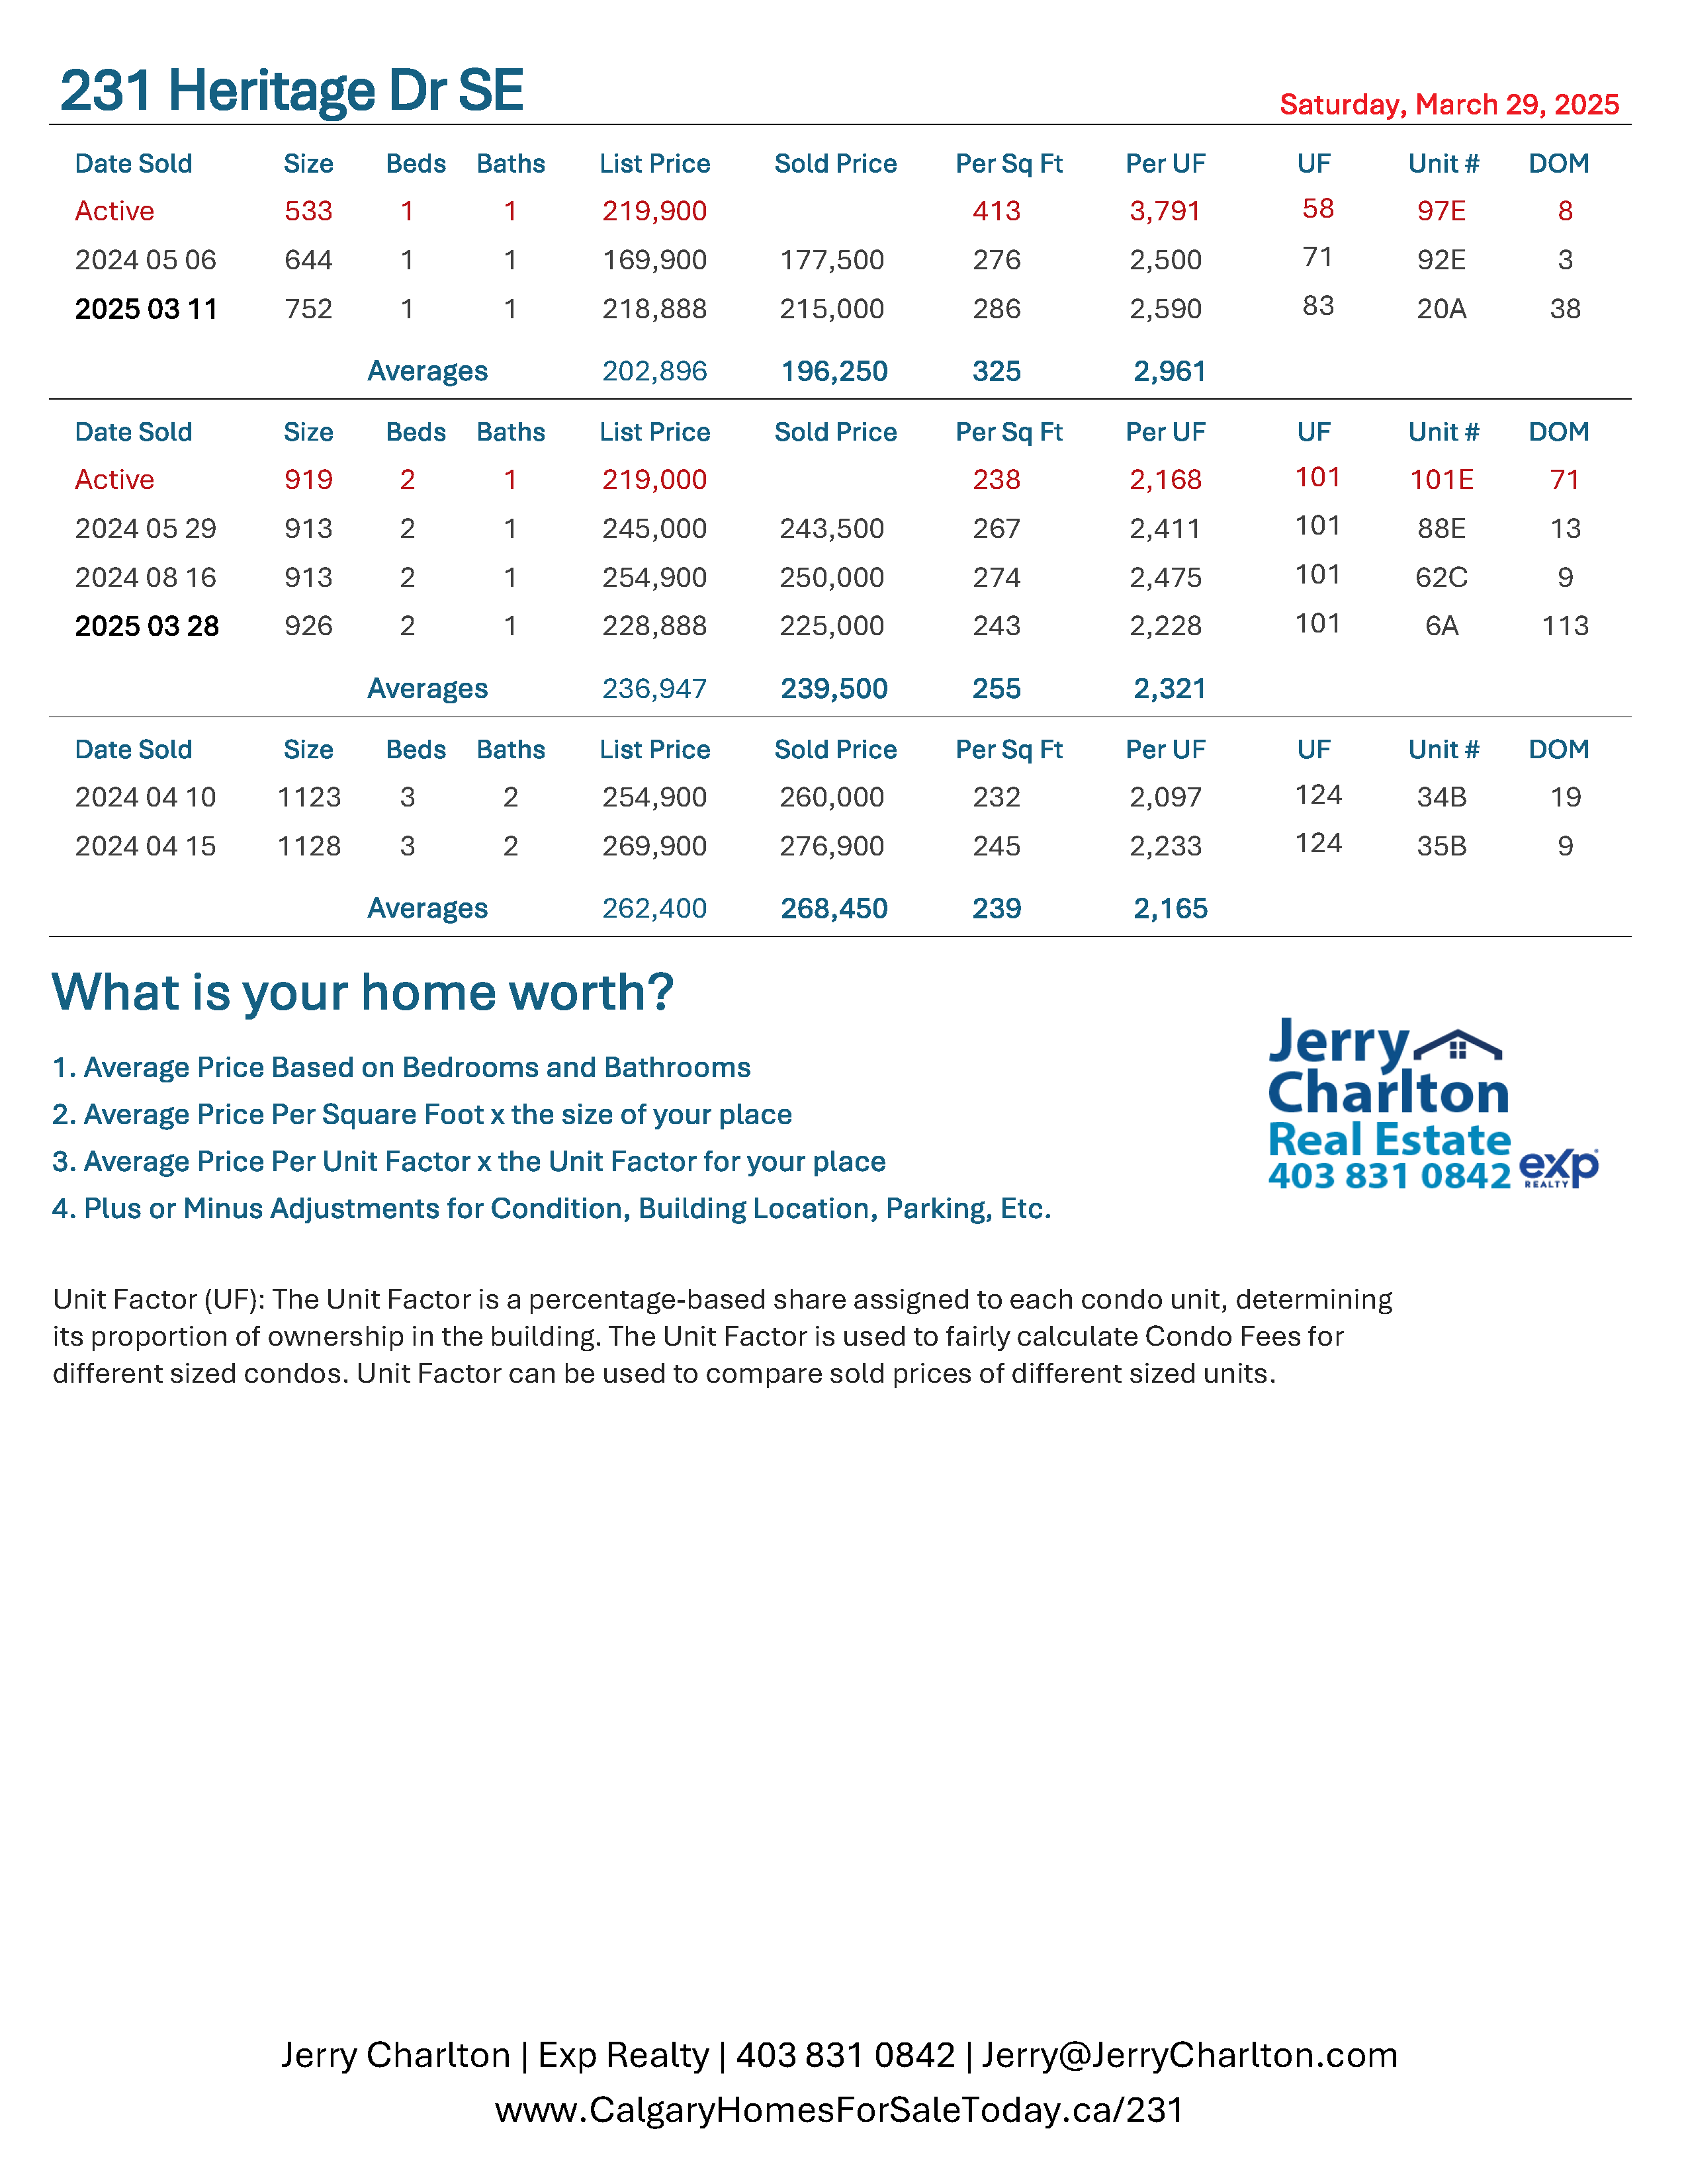 231 Heritage Dr SE
Saturday, March 29, 2025
Date Sold Size Beds Baths List Price Sold Price Per Sq Ft Per UF UF Unit # DOM
Active 533 1 1 219,900 413 3,791 58 97E 8
2024 05 06 644 1 1 169,900 177,500 276 2,500 71 92E 3
2025 03 11 752 1 1 218,888 215,000 286 2,590 83 20A 38
Averages 202,896 196,250 325 2,961
Date Sold Size Beds Baths List Price Sold Price Per Sq Ft Per UF UF Unit # DOM
Active 919 2 1 219,000 238 2,168 101 101E 71
2024 05 29 913 2 1 245,000 243,500 267 2,411 101 88E 13
2024 08 16 913 2 1 254,900 250,000 274 2,475 101 62C 9
2025 03 28 926 2 1 228,888 225,000 243 2,228 101 6A 113
Averages 236,947 239,500 255 2,321
Date Sold Size Beds Baths List Price Sold Price Per Sq Ft Per UF UF Unit # DOM
2024 04 10 1123 3 2 254,900 260,000 232 2,097 124 34B 19
2024 04 15 1128 3 2 269,900 276,900 245 2,233 124 35B 9
Averages 262,400 268,450 239 2,165
What is your home worth?
1. Average Price Based on Bedrooms and Bathrooms
2. Average Price Per Square Foot x the size of your place
3. Average Price Per Unit Factor x the Unit Factor for your place
4. Plus or Minus Adjustments for Condition, Building Location, Parking, Etc.
Jerry
Charlton
Real Estate
403 831 0842
exp
REALTY
Unit Factor (UF): The Unit Factor is a percentage-based share assigned to each condo unit, determining
its proportion of ownership in the building. The Unit Factor is used to fairly calculate Condo Fees for
different sized condos. Unit Factor can be used to compare sold prices of different sized units.
Jerry Charlton | Exp Realty | 403 831 0842 | Jerry@JerryCharlton.com
www.CalgaryHomesForSaleToday.ca/231